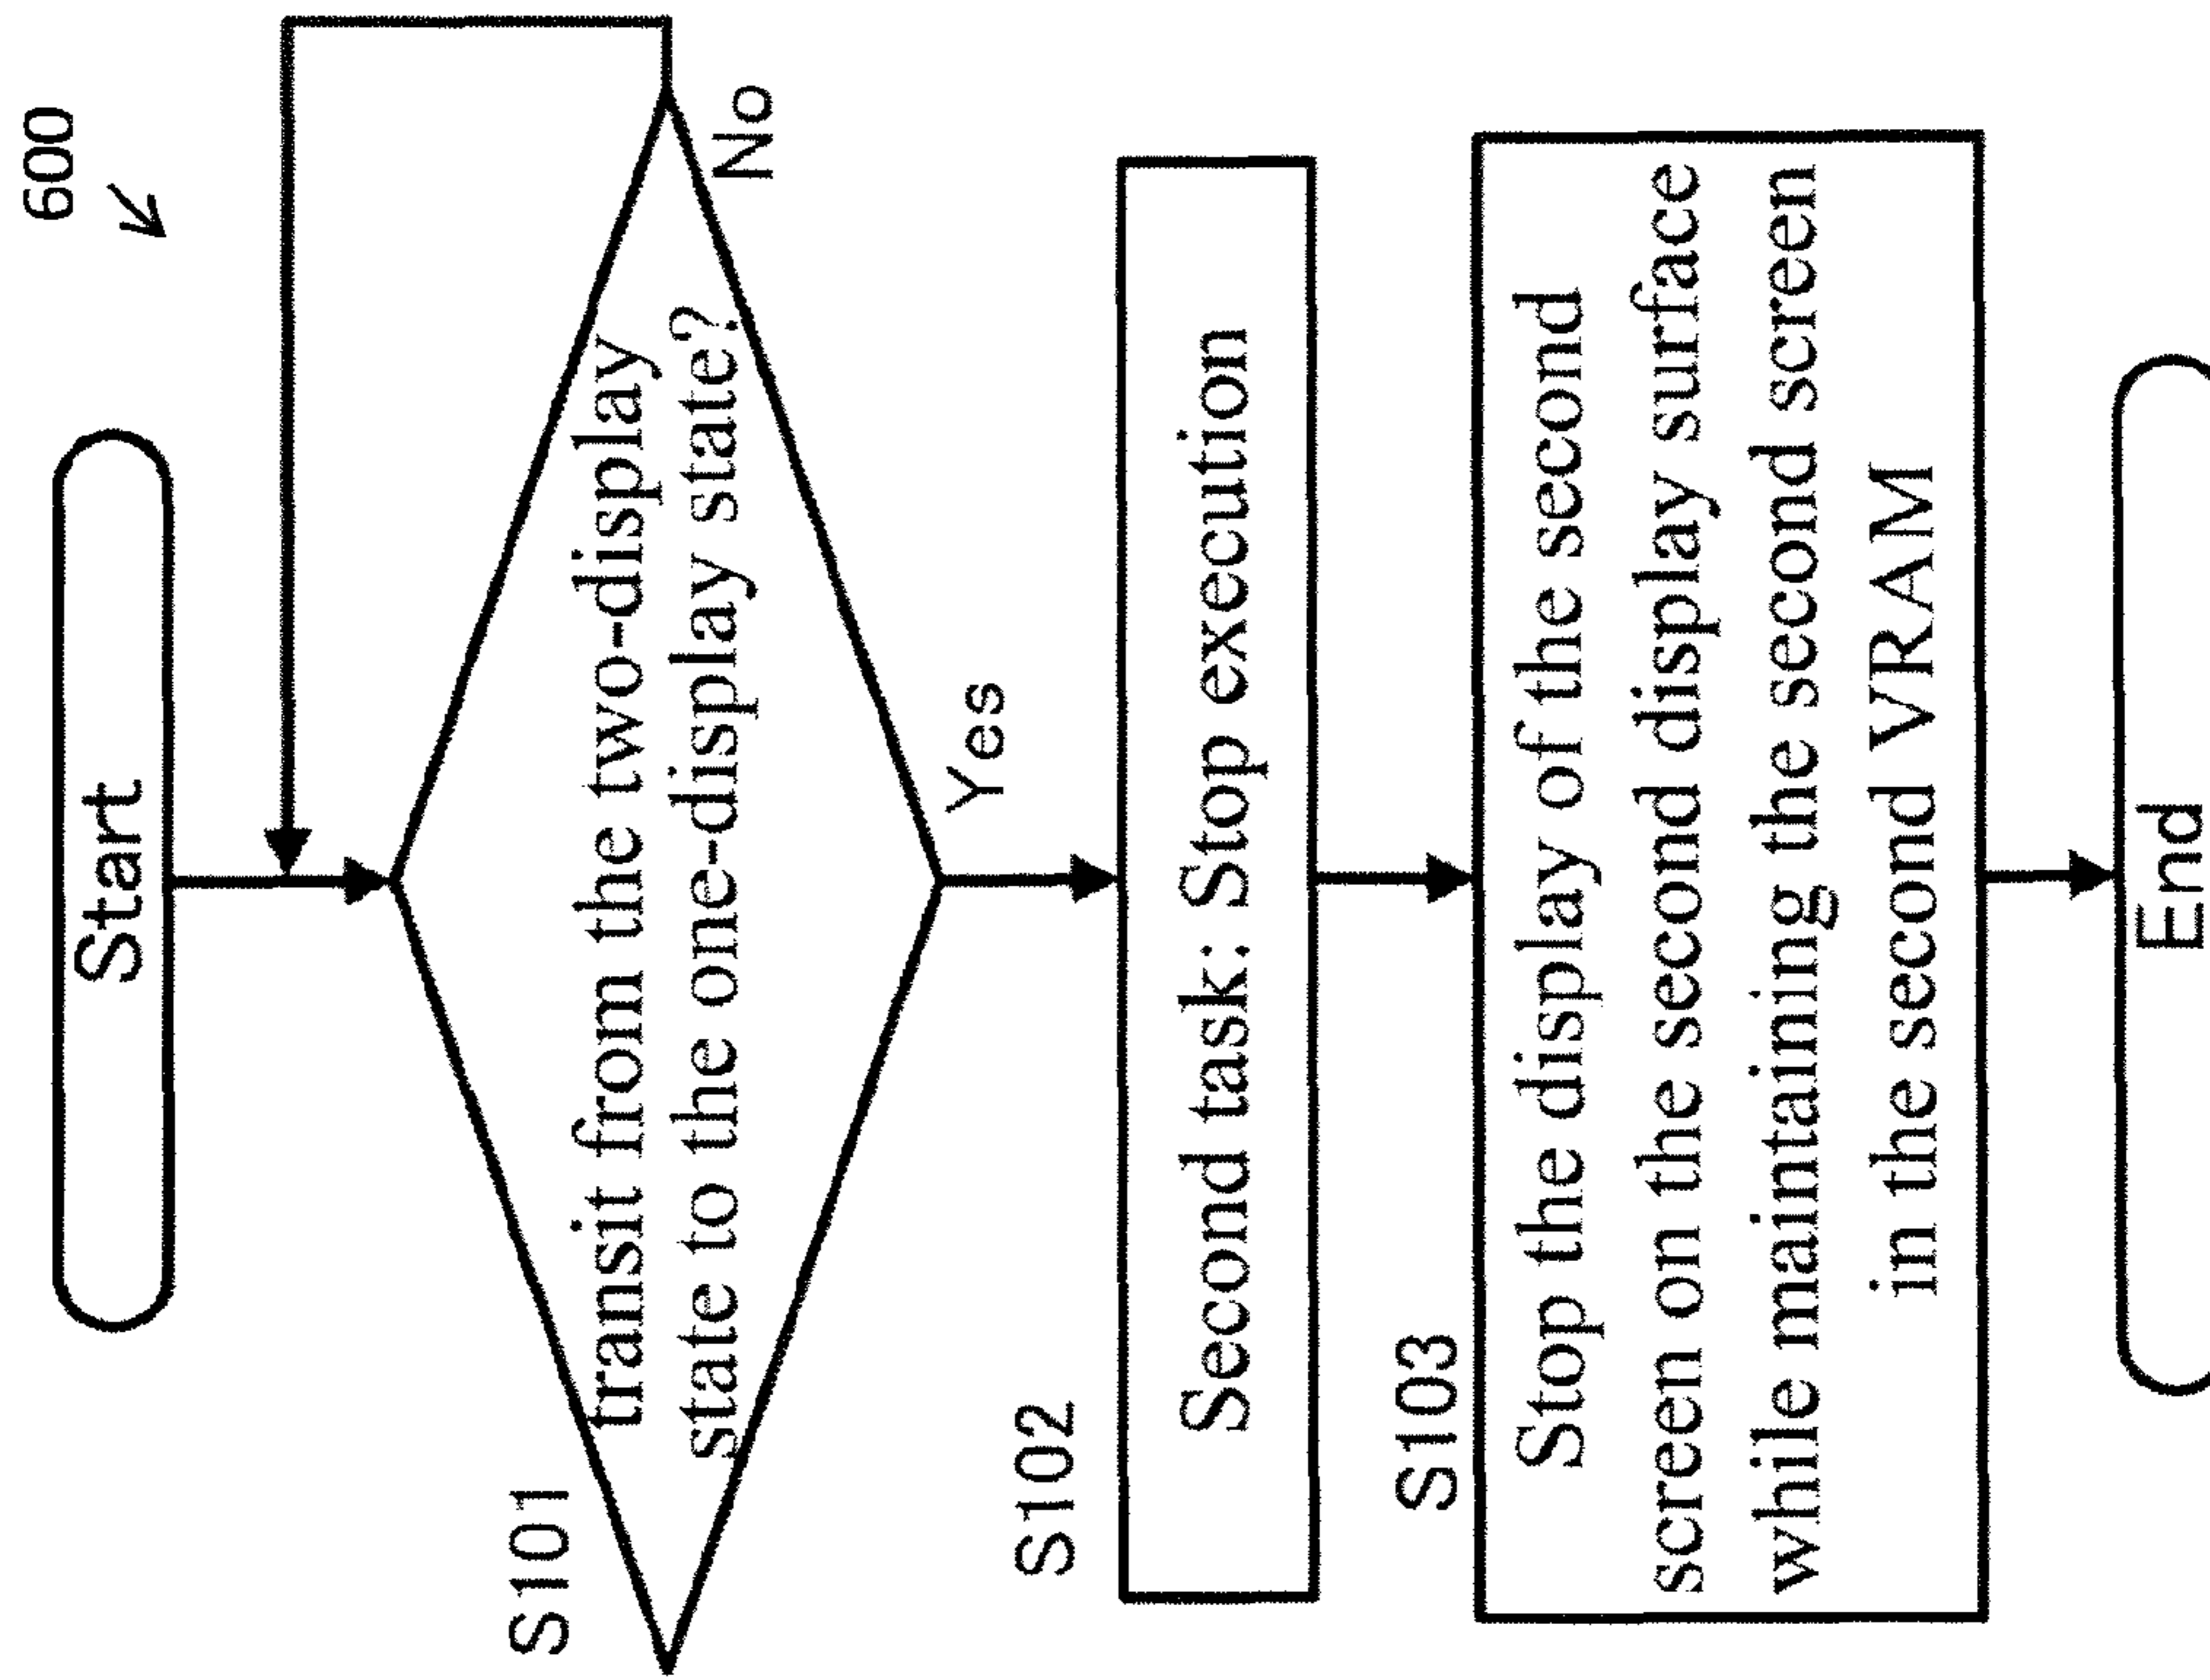 600
Start
S101
transit from the two-display
state to the one-display state?
No
Yes
S102
Second task: Stop execution
S103
Stop the display of the second
screen on the second display surface
while maintaining the second screen
in the second VRAM
End